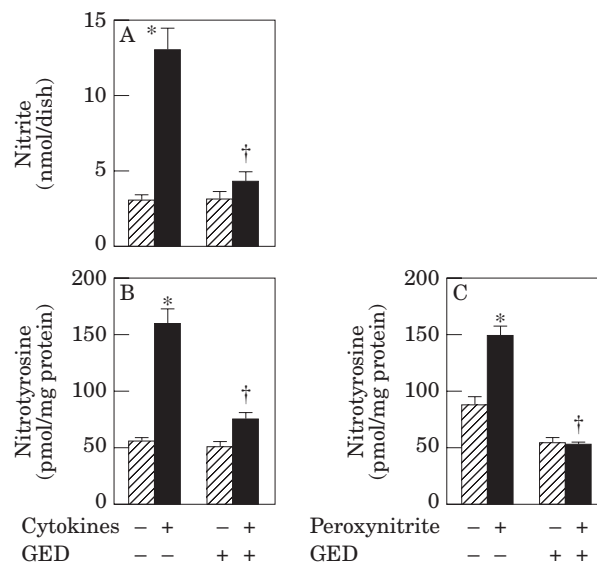 A
*
†
15
10
5
0
Nitrite
(nmol/dish)
B
*
†
200
150
100
50
0
Nitrotyrosine
(pmol/mg protein)
Cytokines – + – +
GED – – + +
C
*
†
200
150
100
50
0
Nitrotyrosine
(pmol/mg protein)
Peroxynitrite – + – +
GED – – + +